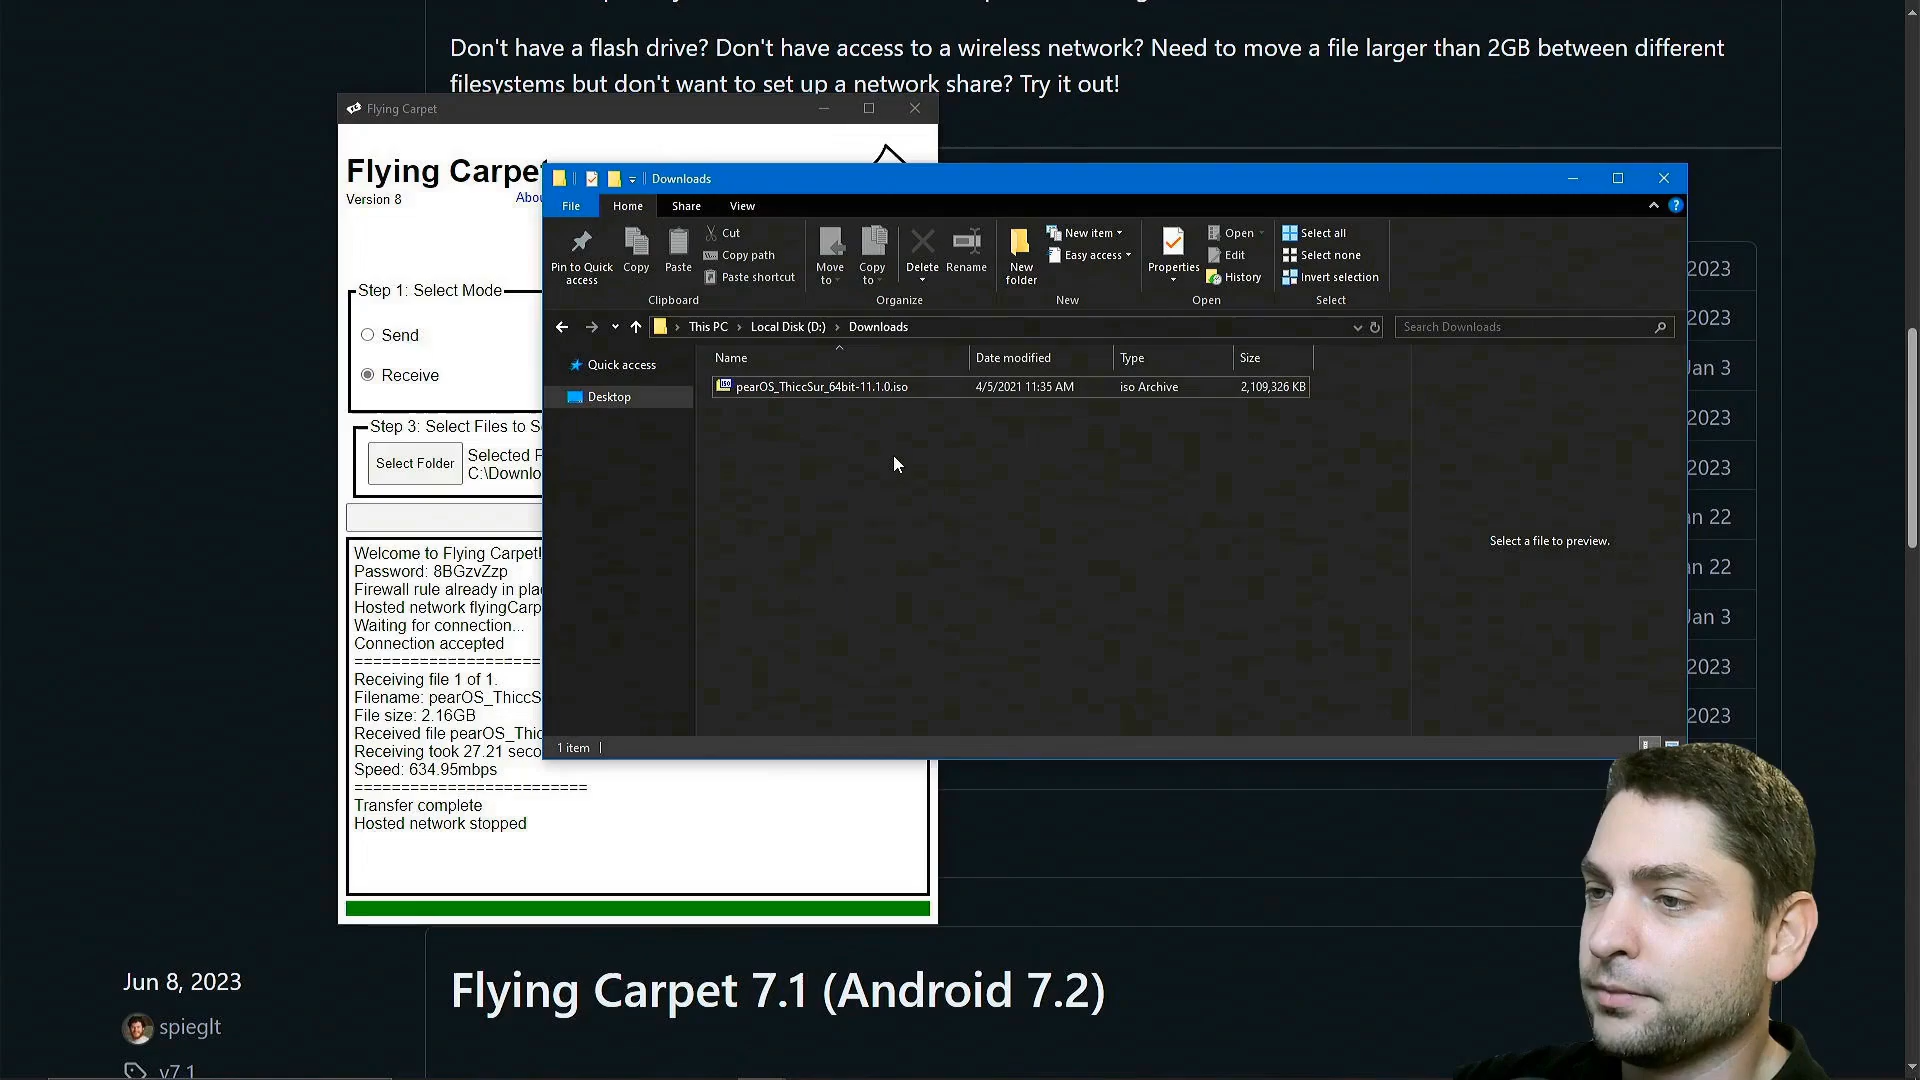 Don't have a flash drive? Don't have access to a wireless network? Need to move a file larger than 2GB between different
filesystems but don't want to set up a network share? Try it out!
Flying Carpet
Flying Carpet
Version 8
Step 1: Select Mode
Send
Receive
Select Folder
C:\Downlo
Welcome to Flying Carpet!
Password: 8BGzvZzp
Firewall rule already in pla
Hosted network flyingCarp
Waiting for connection...
Connection accepted
=====================
Receiving file 1 of 1.
Filename: pearOS_ThiccS
File size: 2.16GB
Received file pearOS_Thic
Receiving took 27.21 seco
Speed: 634.95mbps
==========================
Transfer complete
Hosted network stopped
Downloads
File Home Share View
Pin to Quick access
Copy
Paste
Cut
Copy path
Paste shortcut
Clipboard
Move to
Copy to
Delete
Rename
Organize
New folder
New item
Easy access
New
Properties
Open
Edit
History
Open
Select all
Select none
Invert selection
Select
This PC > Local Disk (D:) > Downloads
Search Downloads
Quick access
Desktop
Name Date modified Type Size
pearOS_ThiccSur_64bit-11.1.0.iso 4/5/2021 11:35 AM iso Archive 2,109,326 KB
Select a file to preview.
1 item
2023
2023
Jan 3
2023
2023
an 22
an 22
Jan 3
2023
2023
Jun 8, 2023
spieglt
v7.1
Flying Carpet 7.1 (Android 7.2)